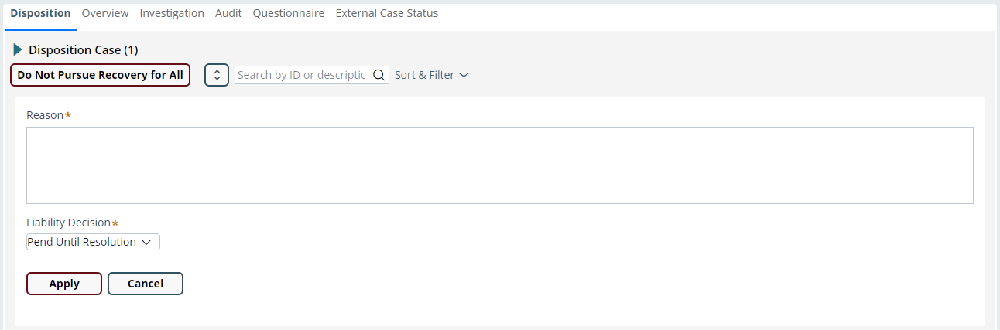 Disposition Overview Investigation Audit Questionnaire External Case Status
Disposition Case (1)
Do Not Pursue Recovery for All Search by ID or descriptic Sort & Filter
Reason*
Liability Decision*
Pend Until Resolution
Apply Cancel